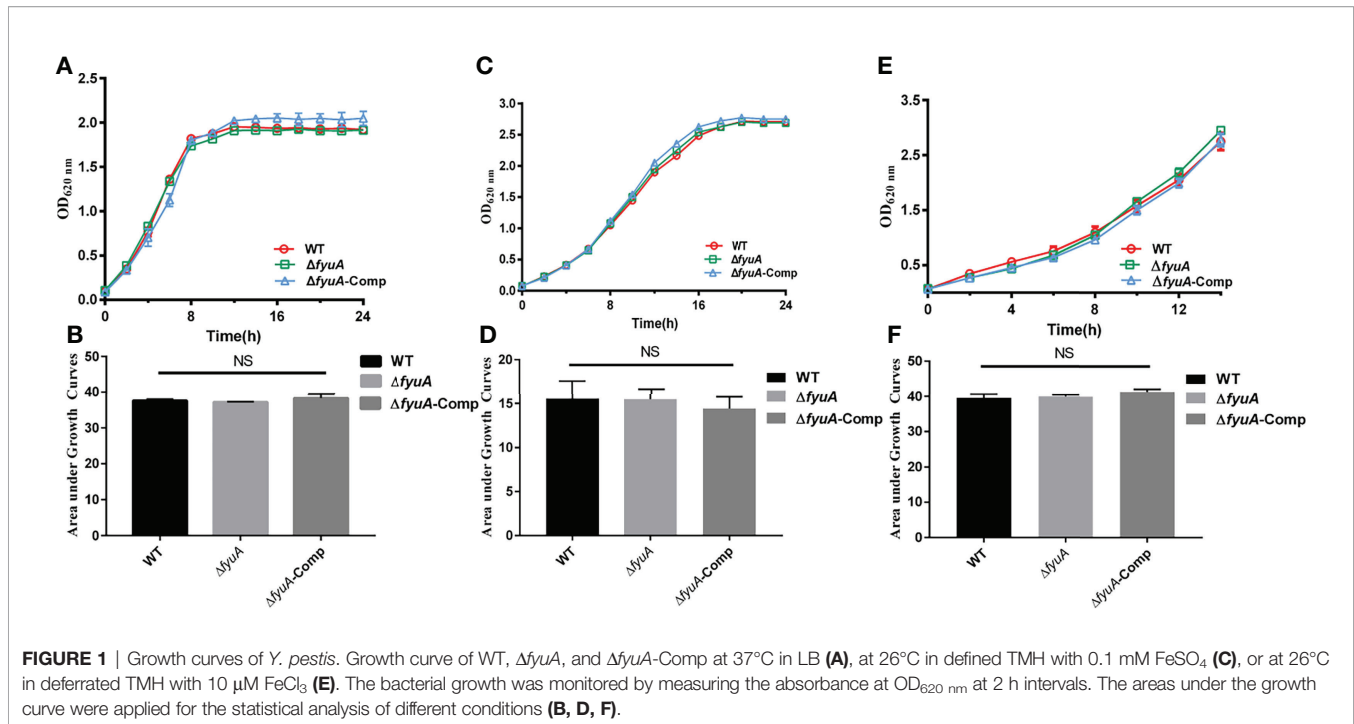 A
2.5
2.0
1.5
1.0
0.5
0.0
OD620 nm
0
8
16
24
Time(h)
WT
ΔfyuA
ΔfyuA-Comp
C
3.0
2.5
2.0
1.5
1.0
0.5
0.0
OD620 nm
0
8
16
24
Time(h)
WT
ΔfyuA
ΔfyuA-Comp
E
3.5
2.5
1.5
0.5
OD620 nm
0
4
8
12
Time(h)
WT
ΔfyuA
ΔfyuA-Comp
B
50
40
30
20
10
0
Area under Growth Curves
NS
WT
ΔfyuA
ΔfyuA-Comp
WT
ΔfyuA
ΔfyuA-Comp
D
20
15
10
5
0
Area under Growth Curves
NS
WT
ΔfyuA
ΔfyuA-Comp
WT
ΔfyuA
ΔfyuA-Comp
F
50
40
30
20
10
0
Area under Growth Curves
NS
WT
ΔfyuA
ΔfyuA-Comp
WT
ΔfyuA
ΔfyuA-Comp
FIGURE 1 | Growth curves of Y. pestis. Growth curve of WT, ΔfyuA, and ΔfyuA-Comp at 37°C in LB (A), at 26°C in defined TMH with 0.1 mM FeSO4 (C), or at 26°C
in deferrated TMH with 10 μM FeCl3 (E). The bacterial growth was monitored by measuring the absorbance at OD620 nm at 2 h intervals. The areas under the growth
curve were applied for the statistical analysis of different conditions (B, D, F).